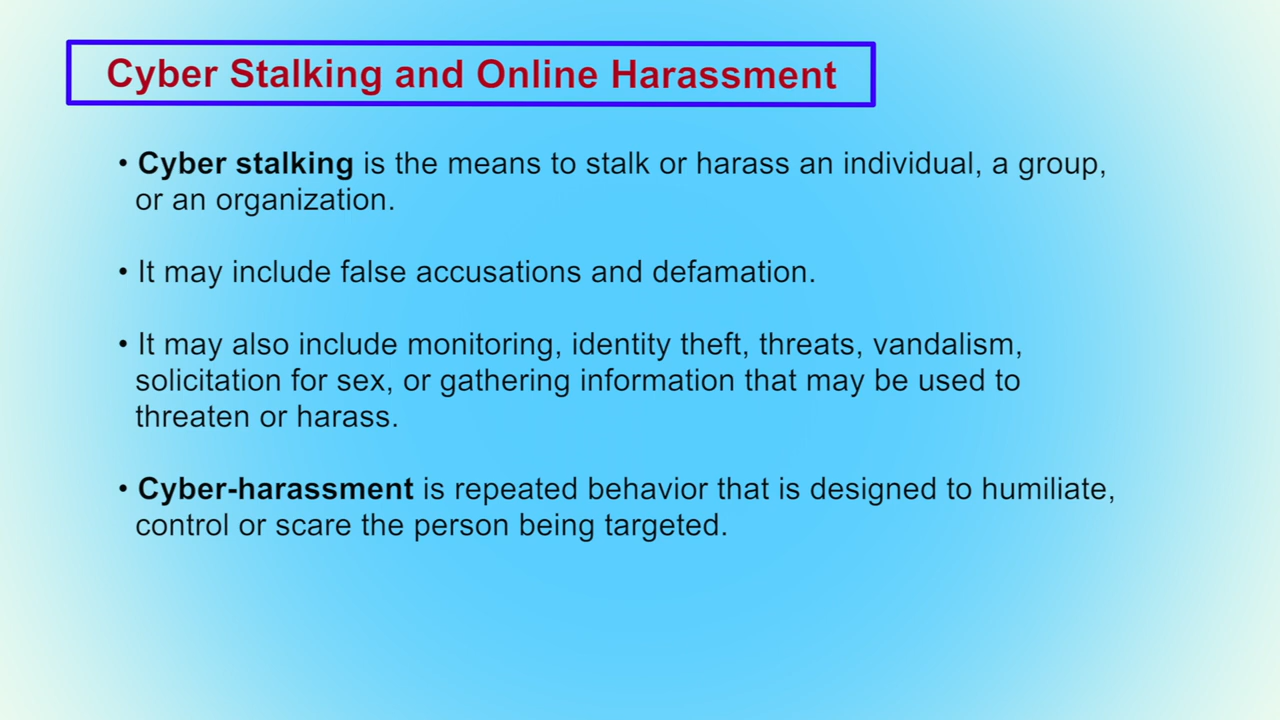 Cyber Stalking and Online Harassment
• Cyber stalking is the means to stalk or harass an individual, a group,
or an organization.
• It may include false accusations and defamation.
• It may also include monitoring, identity theft, threats, vandalism,
solicitation for sex, or gathering information that may be used to
threaten or harass.
• Cyber-harassment is repeated behavior that is designed to humiliate,
control or scare the person being targeted.